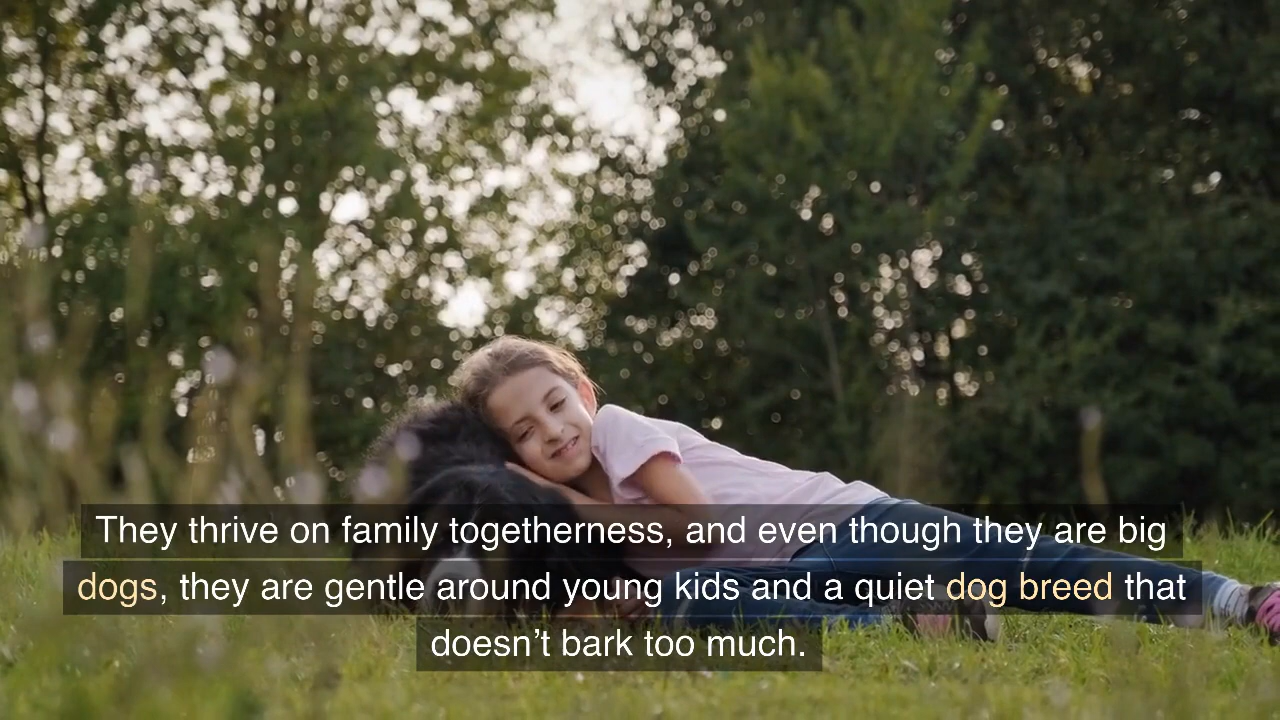 They thrive on family togetherness, and even though they are big
dogs, they are gentle around young kids and a quiet dog breed that
doesn’t bark too much.